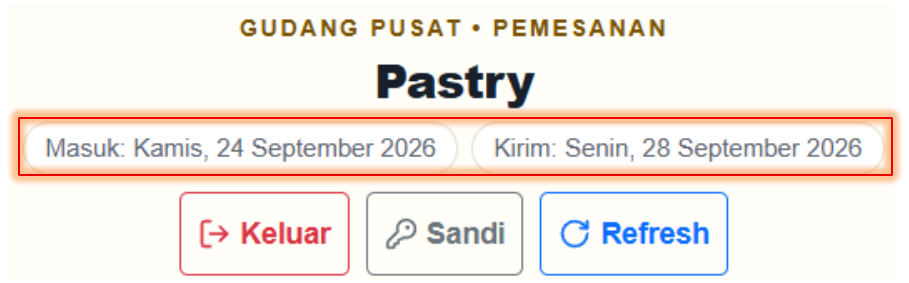 GUDANG PUSAT • PEMESANAN
Pastry
Masuk: Kamis, 24 September 2026 Kirim: Senin, 28 September 2026
Keluar Sandi Refresh